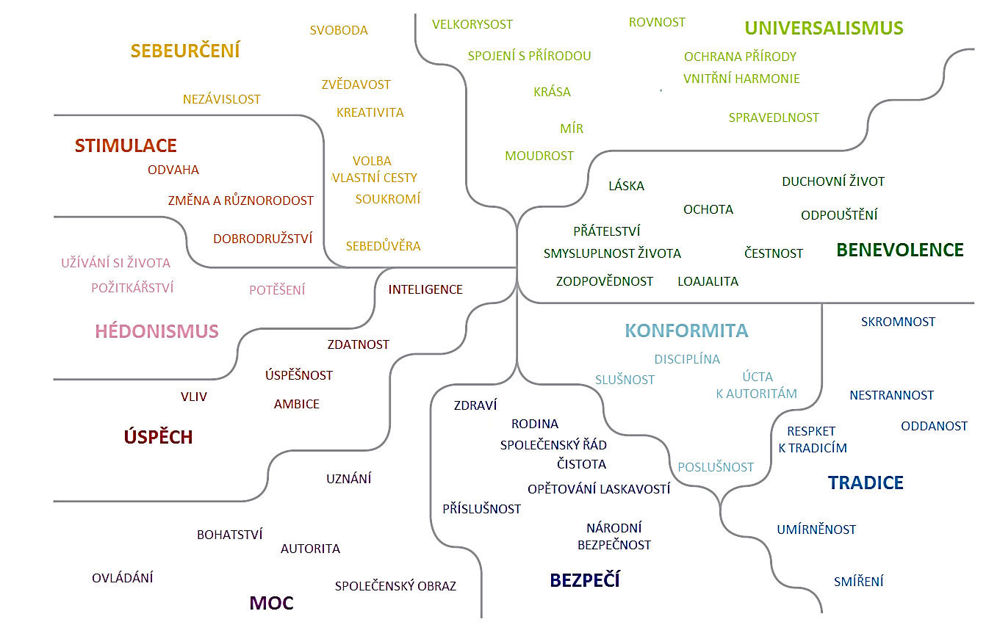 SEBEURČENÍ
SVOBODA
ZVĚDAVOST
NEZÁVISLOST
KREATIVITA
VOLBA
VLASTNÍ CESTY
SOUKROMÍ
SEBEDŮVĚRA
VELKORYSOST
ROVNOST
UNIVERSALISMUS
SPOJENÍ S PŘÍRODOU
OCHRANA PŘÍRODY
VNITŘNÍ HARMONIE
KRÁSA
SPRAVEDLNOST
MÍR
MOUDROST
STIMULACE
ODVAHA
ZMĚNA A RŮZNORODOST
DOBRODRUŽSTVÍ
LÁSKA
DUCHOVNÍ ŽIVOT
OCHOTA
ODPOUŠTĚNÍ
PŘÁTELSTVÍ
SMYSLUPLNOST ŽIVOTA
ČESTNOST
BENEVOLENCE
ZODPOVĚDNOST
LOAJALITA
UŽÍVÁNÍ SI ŽIVOTA
POŽITKÁŘSTVÍ
POTĚŠENÍ
HÉDONISMUS
INTELIGENCE
ZDATNOST
ÚSPĚŠNOST
VLIV
AMBICE
ÚSPĚCH
KONFORMITA
DISCIPLÍNA
SLUŠNOST
ÚCTA
K AUTORITÁM
POSLUŠNOST
SKROMNOST
NESTRANNOST
ODDANOST
RESPKET
K TRADICÍM
TRADICE
UMÍRNĚNOST
SMÍŘENÍ
ZDRAVÍ
RODINA
SPOLEČENSKÝ ŘÁD
ČISTOTA
OPĚTOVÁNÍ LASKAVOSTÍ
PŘÍSLUŠNOST
NÁRODNÍ
BEZPEČNOST
BEZPEČÍ
UZNÁNÍ
BOHATSTVÍ
AUTORITA
OVLÁDÁNÍ
SPOLEČENSKÝ OBRAZ
MOC